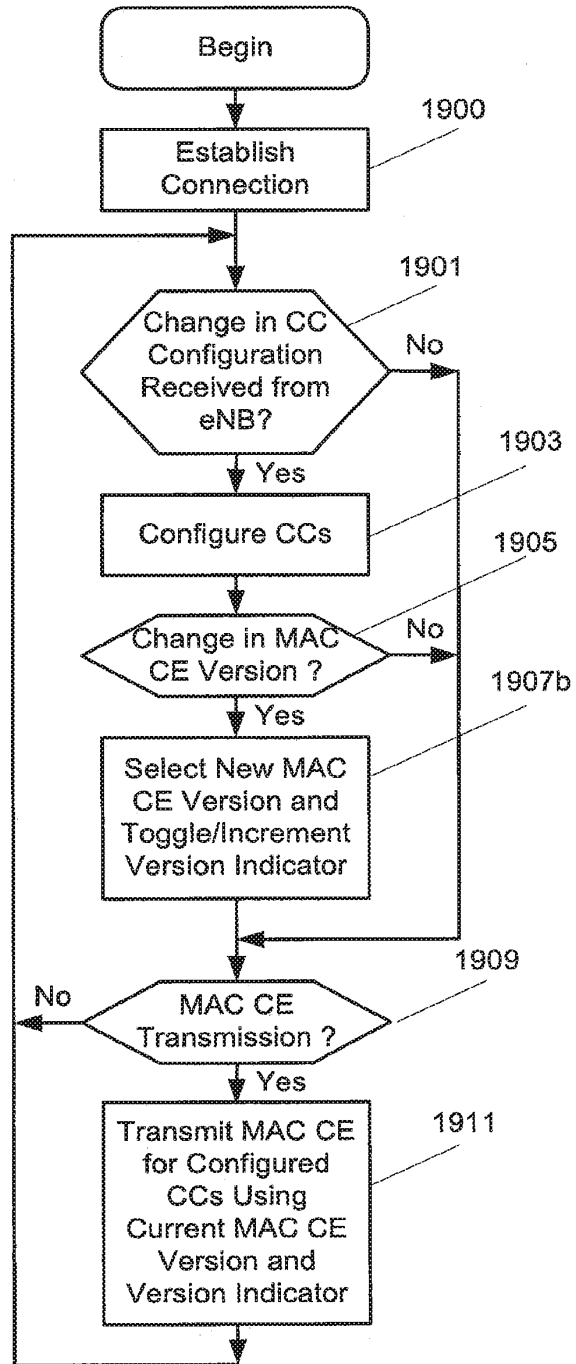 Begin
1900
Establish
Connection
1901
Change in CC
Configuration
Received from
eNB?
No
Yes
1903
Configure CCs
1905
Change in MAC
CE Version ?
No
Yes
1907b
Select New MAC
CE Version and
Toggle/Increment
Version Indicator
1909
No
MAC CE
Transmission ?
Yes
1911
Transmit MAC CE
for Configured
CCs Using
Current MAC CE
Version and
Version Indicator